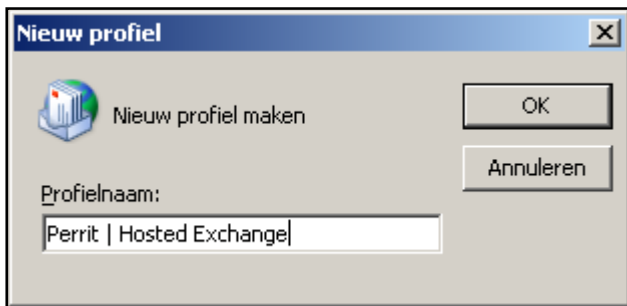 Nieuw profiel
Nieuw profiel maken
OK
Annuleren
Profielnaam:
Perrit | Hosted Exchange